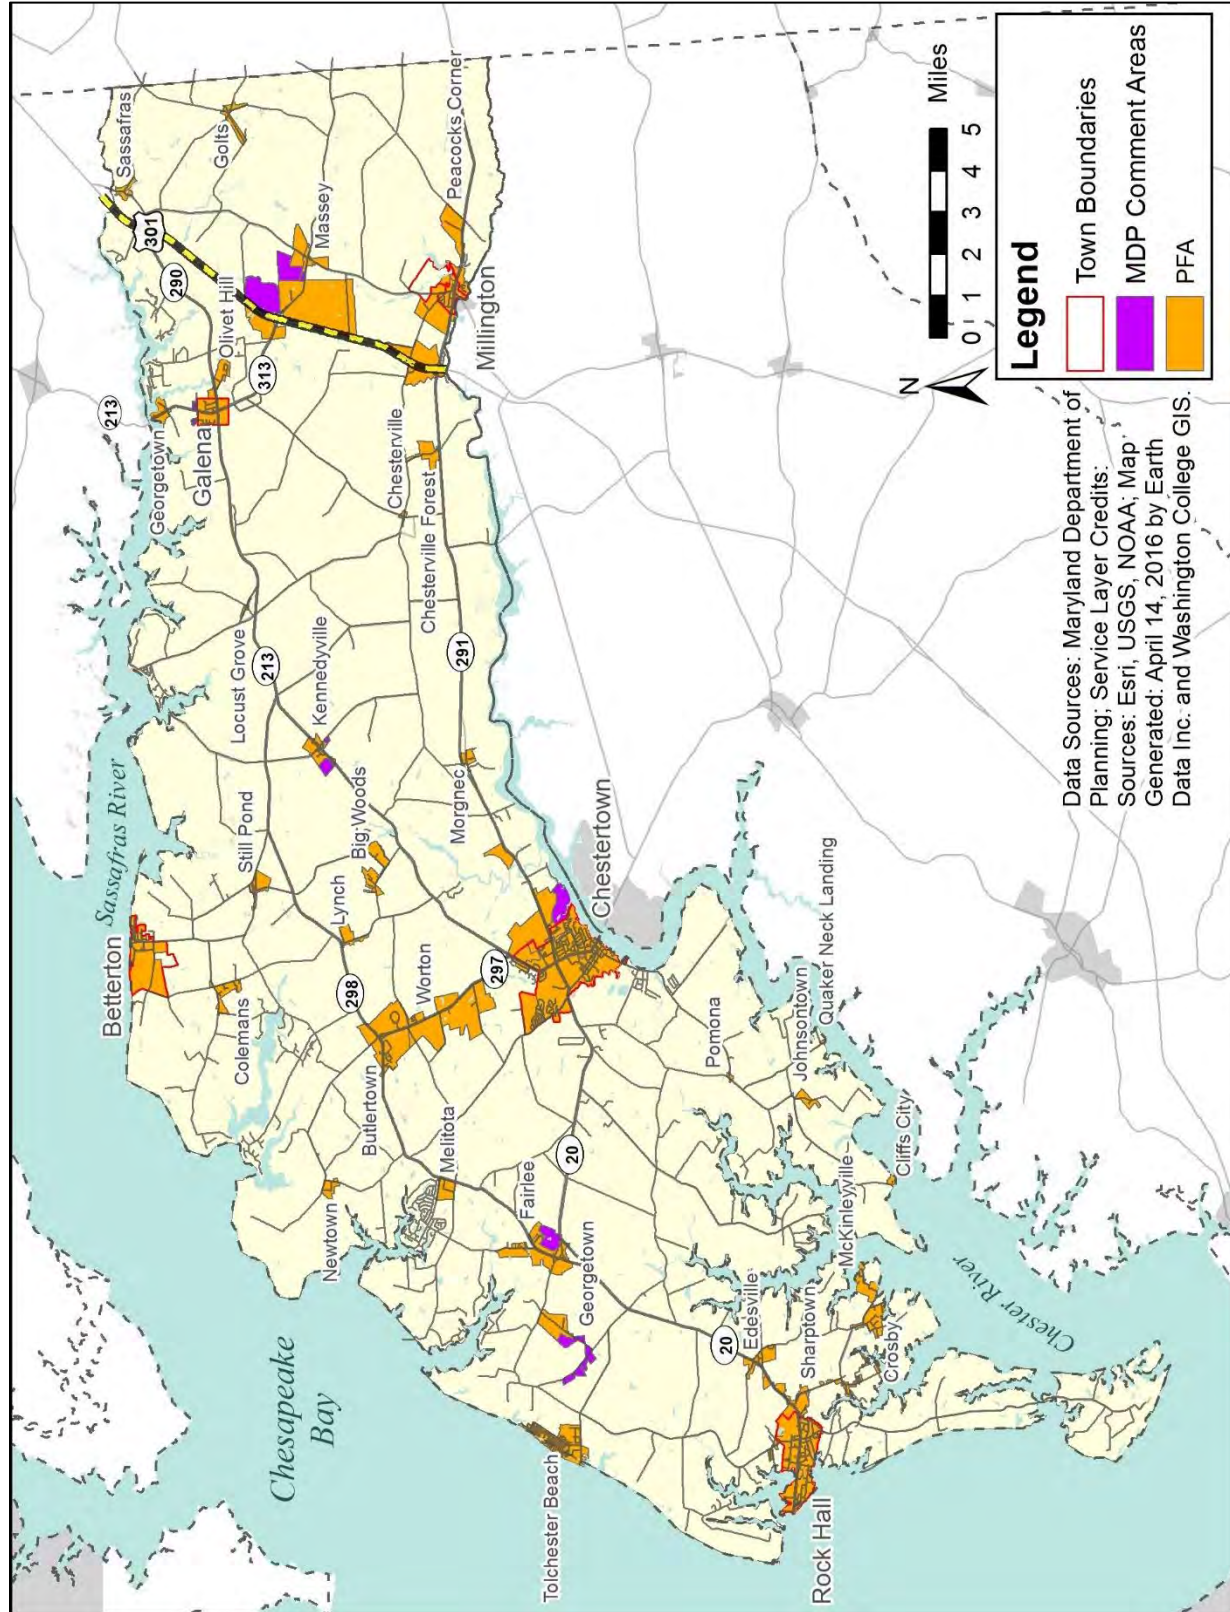 Sassafras
301
290
Golts
Olivet Hill
Georgetown
213
Galena
313
Massey
Peacocks Corner
Millington
Chesterville
Chesterville Forest
291
Locust Grove
213
Kennedyville
Sassafras River
Still Pond
Big Woods
Morgnec
Betterton
Lynch
Chestertown
Colemans
298
Worton
297
Butlertown
Melitota
Newtown
Fairlee
20
Georgetown
Pomona
Johnsontown
Quaker Neck Landing
Cliffs City
McKinleyville
Chesapeake
Bay
Tolchester Beach
20
Edesville
Sharptown
Crosby
Rock Hall
Chester River
N
0 1 2 3 4 5
Miles
Legend
Town Boundaries
MDP Comment Areas
PFA
Data Sources: Maryland Department of
Planning; Service Layer Credits:
Sources: Esri, USGS, NOAA; Map
Generated: April 14, 2016 by Earth
Data Inc. and Washington College GIS.